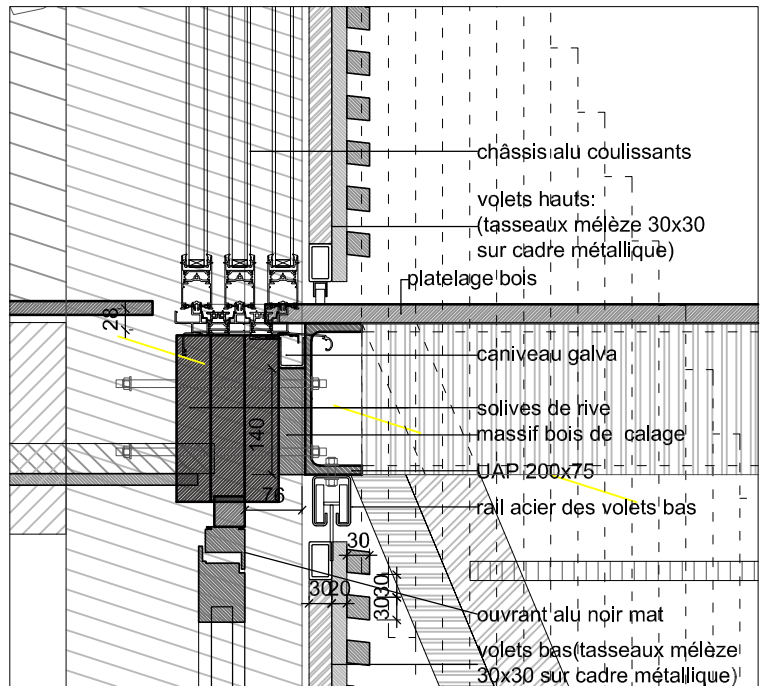 châssis alu coulissants
volets hauts:
(tasseaux mélèze 30x30
sur cadre métallique)
platelage bois
28
caniveau galva
solives de rive
140
massif bois de calage
UAP 200x75
76
rail acier des volets bas
30
3020
3030
ouvrant alu noir mat
volets bas(tasseaux mélèze
30x30 sur cadre métallique)